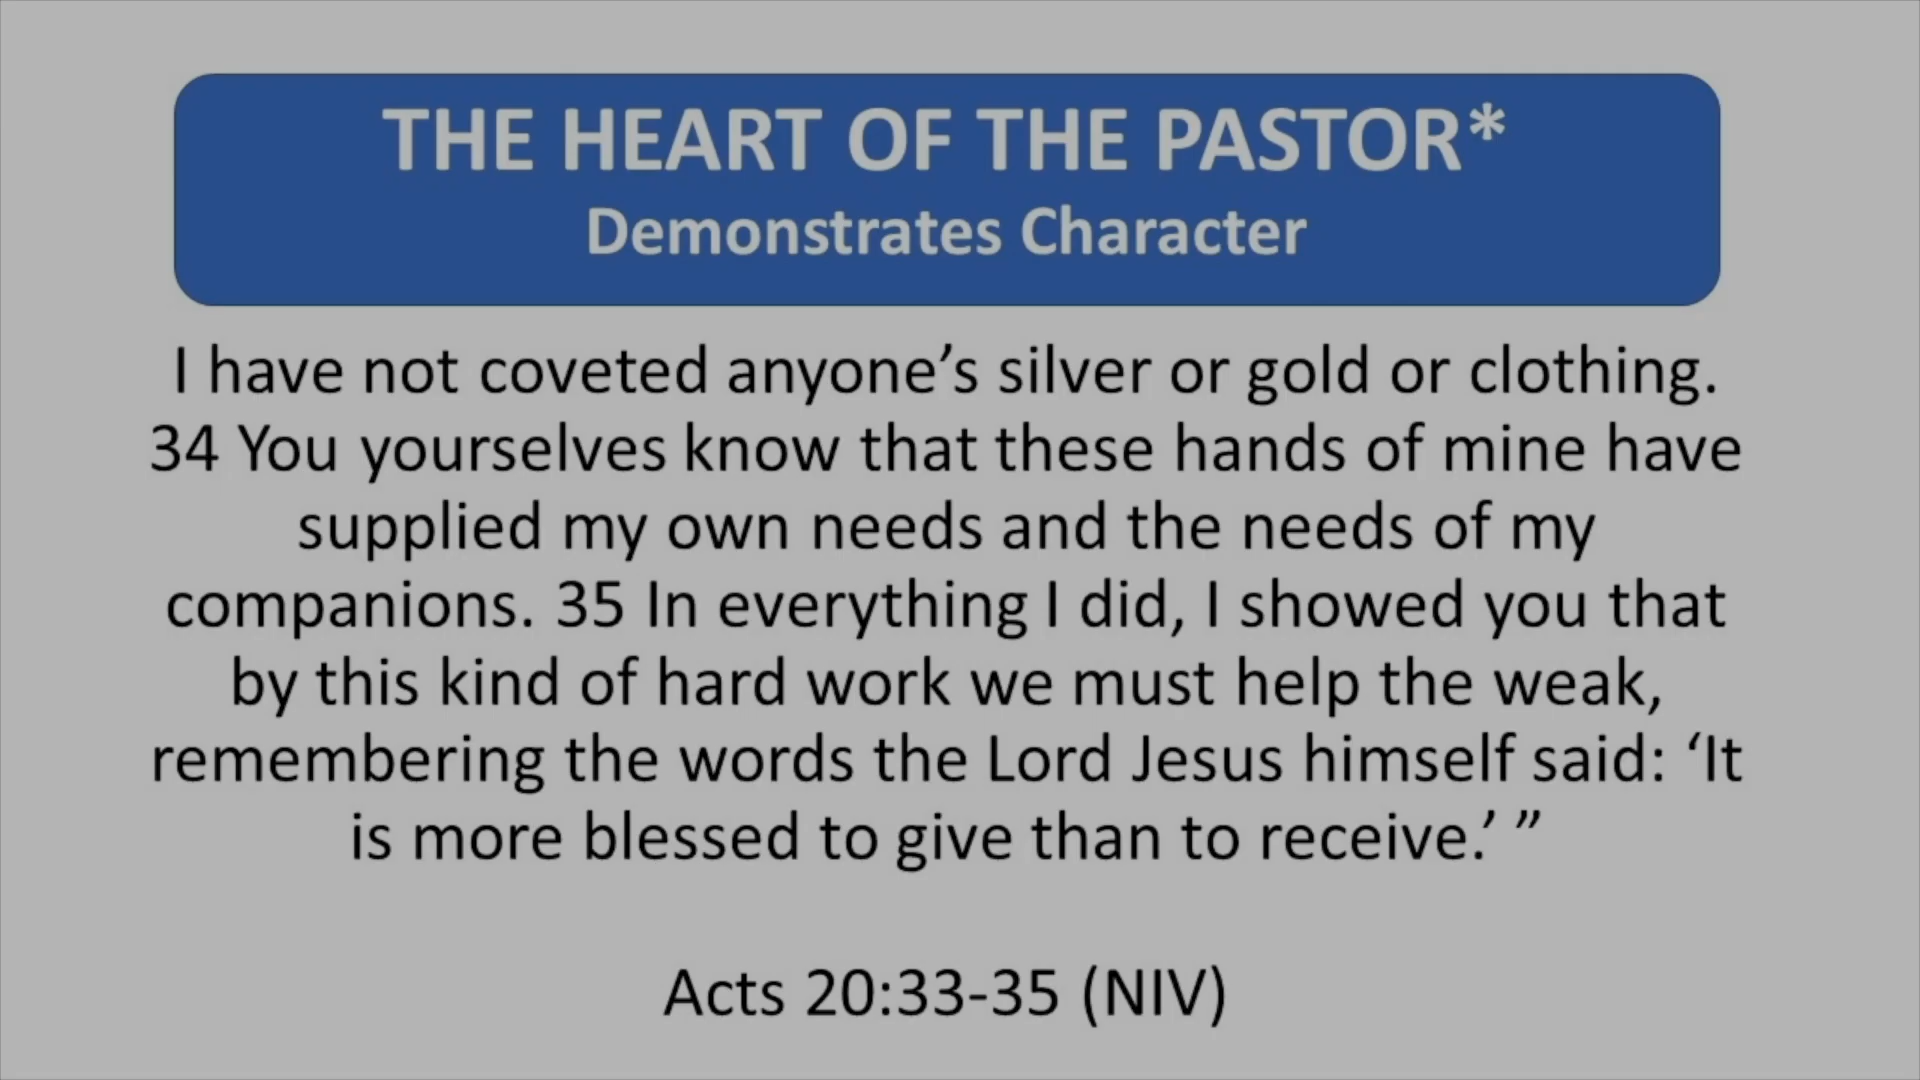 THE HEART OF THE PASTOR*
Demonstrates Character
I have not coveted anyone’s silver or gold or clothing.
34 You yourselves know that these hands of mine have
supplied my own needs and the needs of my
companions. 35 In everything I did, I showed you that
by this kind of hard work we must help the weak,
remembering the words the Lord Jesus himself said: ‘It
is more blessed to give than to receive.’ ”
Acts 20:33-35 (NIV)